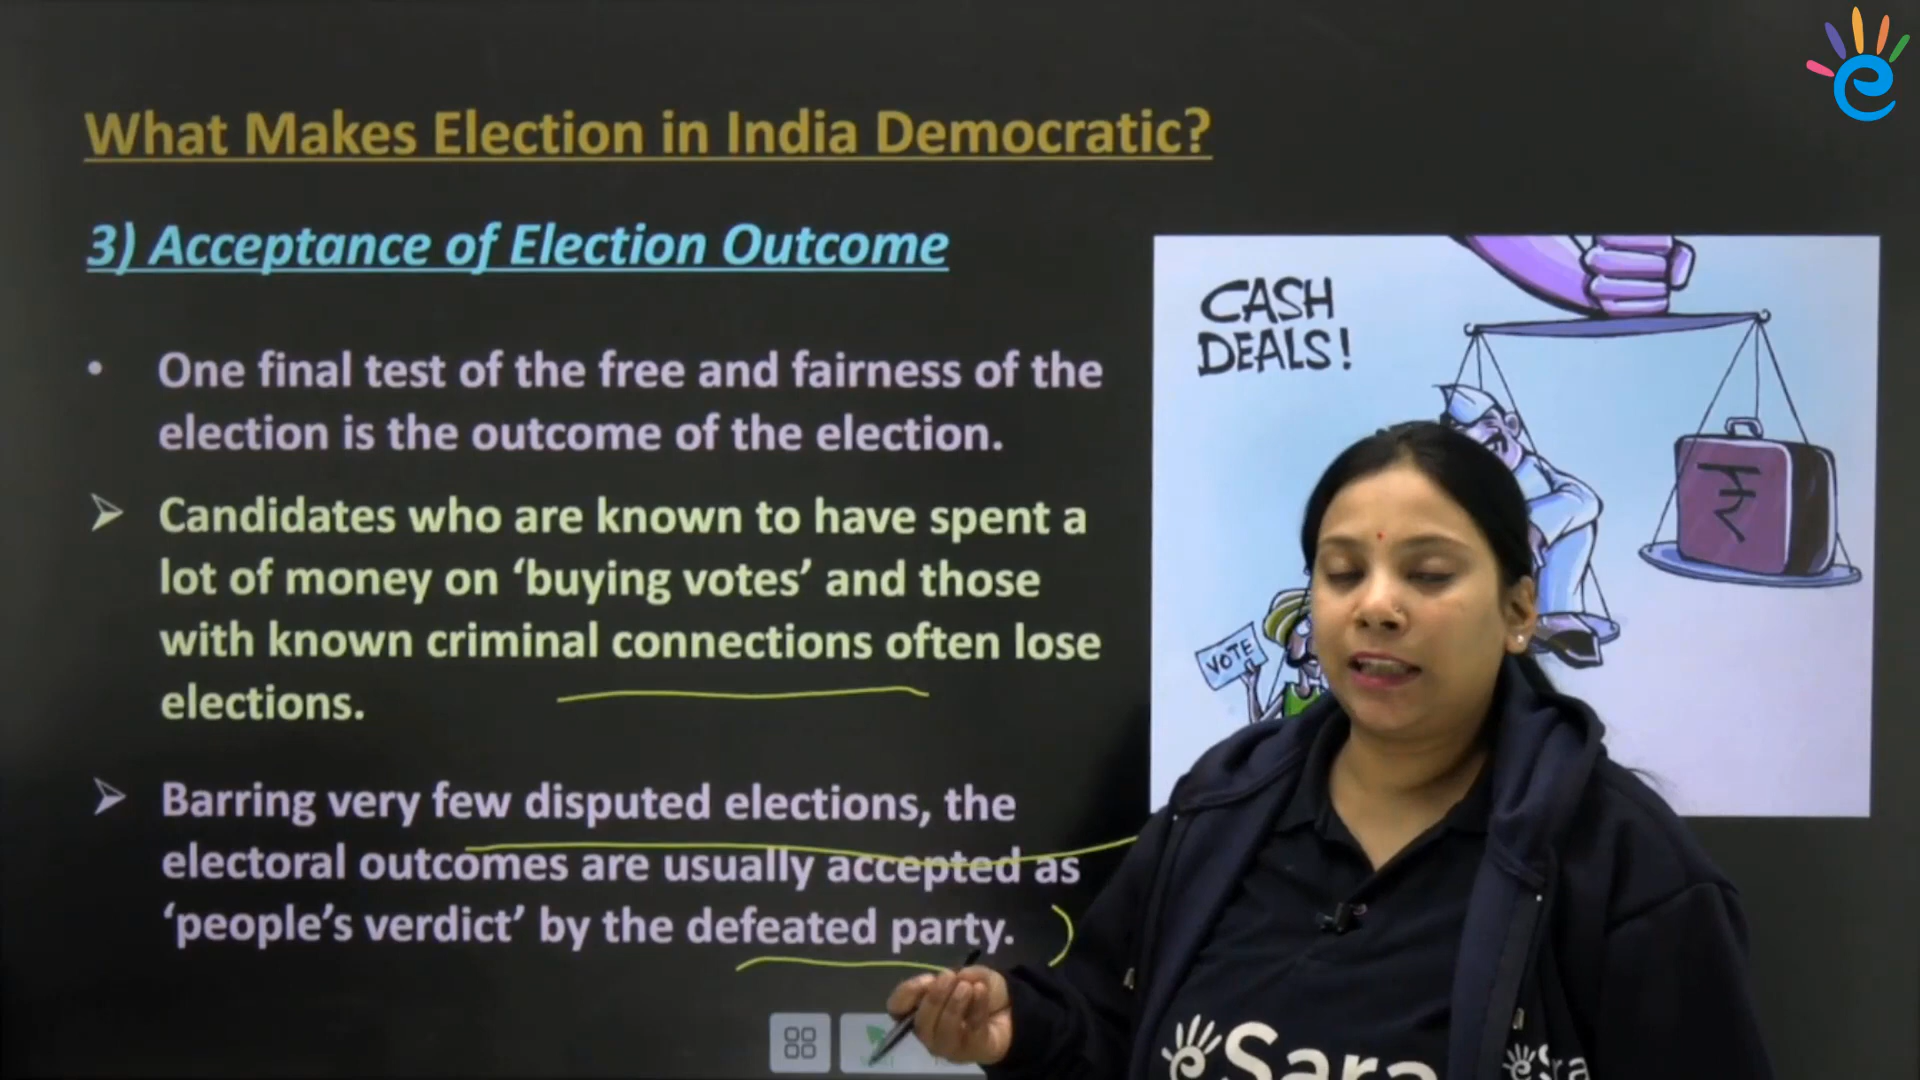 What Makes Election in India Democratic?
3) Acceptance of Election Outcome
• One final test of the free and fairness of the
election is the outcome of the election.
➢ Candidates who are known to have spent a
lot of money on ‘buying votes’ and those
with known criminal connections often lose
elections.
➢ Barring very few disputed elections, the
electoral outcomes are usually accepted as
‘people’s verdict’ by the defeated party.
CASH
DEALS!
₹
VOTE